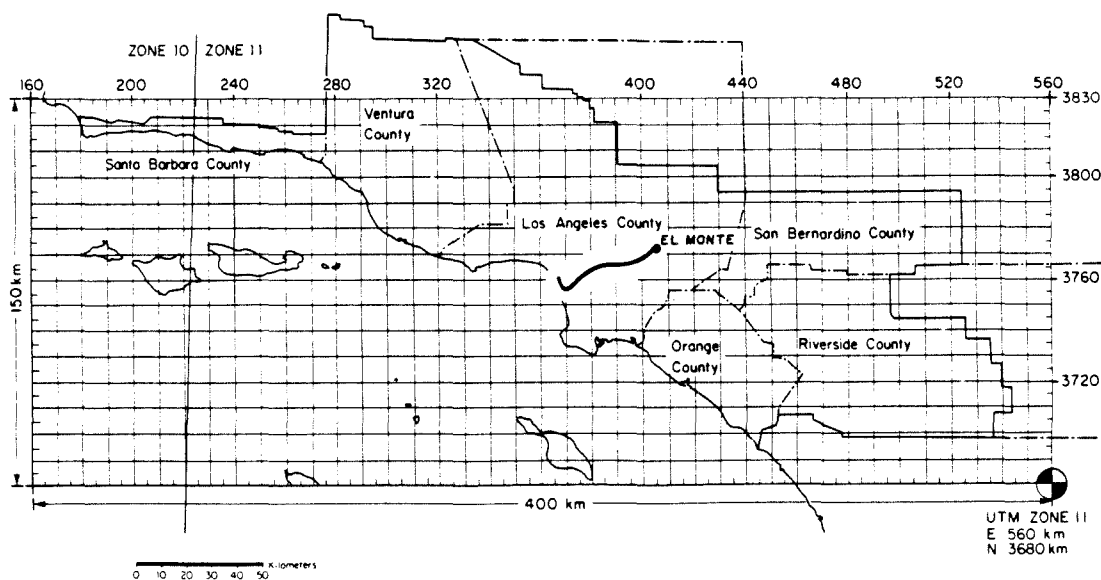 ZONE 10 ZONE 11
160 200 240 280 320 400 440 480 520 560
3830
Ventura
County
Santa Barbara County
3800
Los Angeles County
San Bernardino County
EL MONTE
3760
150 km
Orange
County
Riverside County
3720
400 km
UTM ZONE 11
E 560 km
N 3680 km
Kilometers
0 10 20 30 40 50